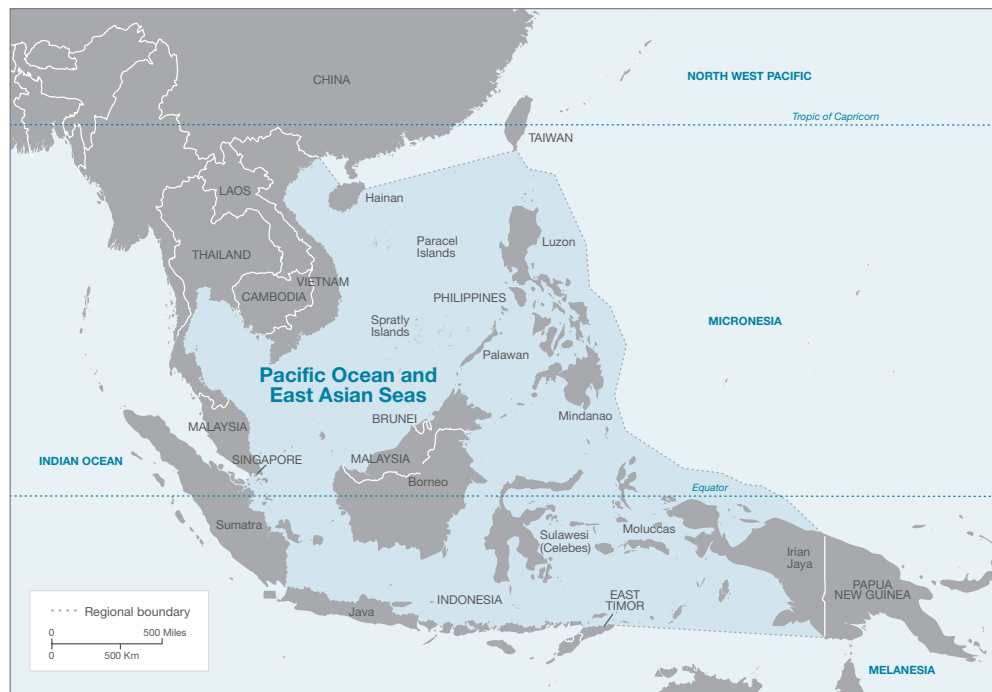 CHINA
NORTH WEST PACIFIC
Tropic of Capricorn
TAIWAN
LAOS
Hainan
Paracel
Islands
Luzon
THAILAND
VIETNAM
CAMBODIA
PHILIPPINES
Spratly
Islands
MICRONESIA
Palawan
Pacific Ocean and
East Asian Seas
MALAYSIA
BRUNEI
Mindanao
INDIAN OCEAN
SINGAPORE
MALAYSIA
Borneo
Equator
Sumatra
Sulawesi
(Celebes)
Moluccas
Irian
Jaya
PAPUA
NEW GUINEA
Java
INDONESIA
EAST
TIMOR
Regional boundary
0 500 Miles
0 500 Km
MELANESIA